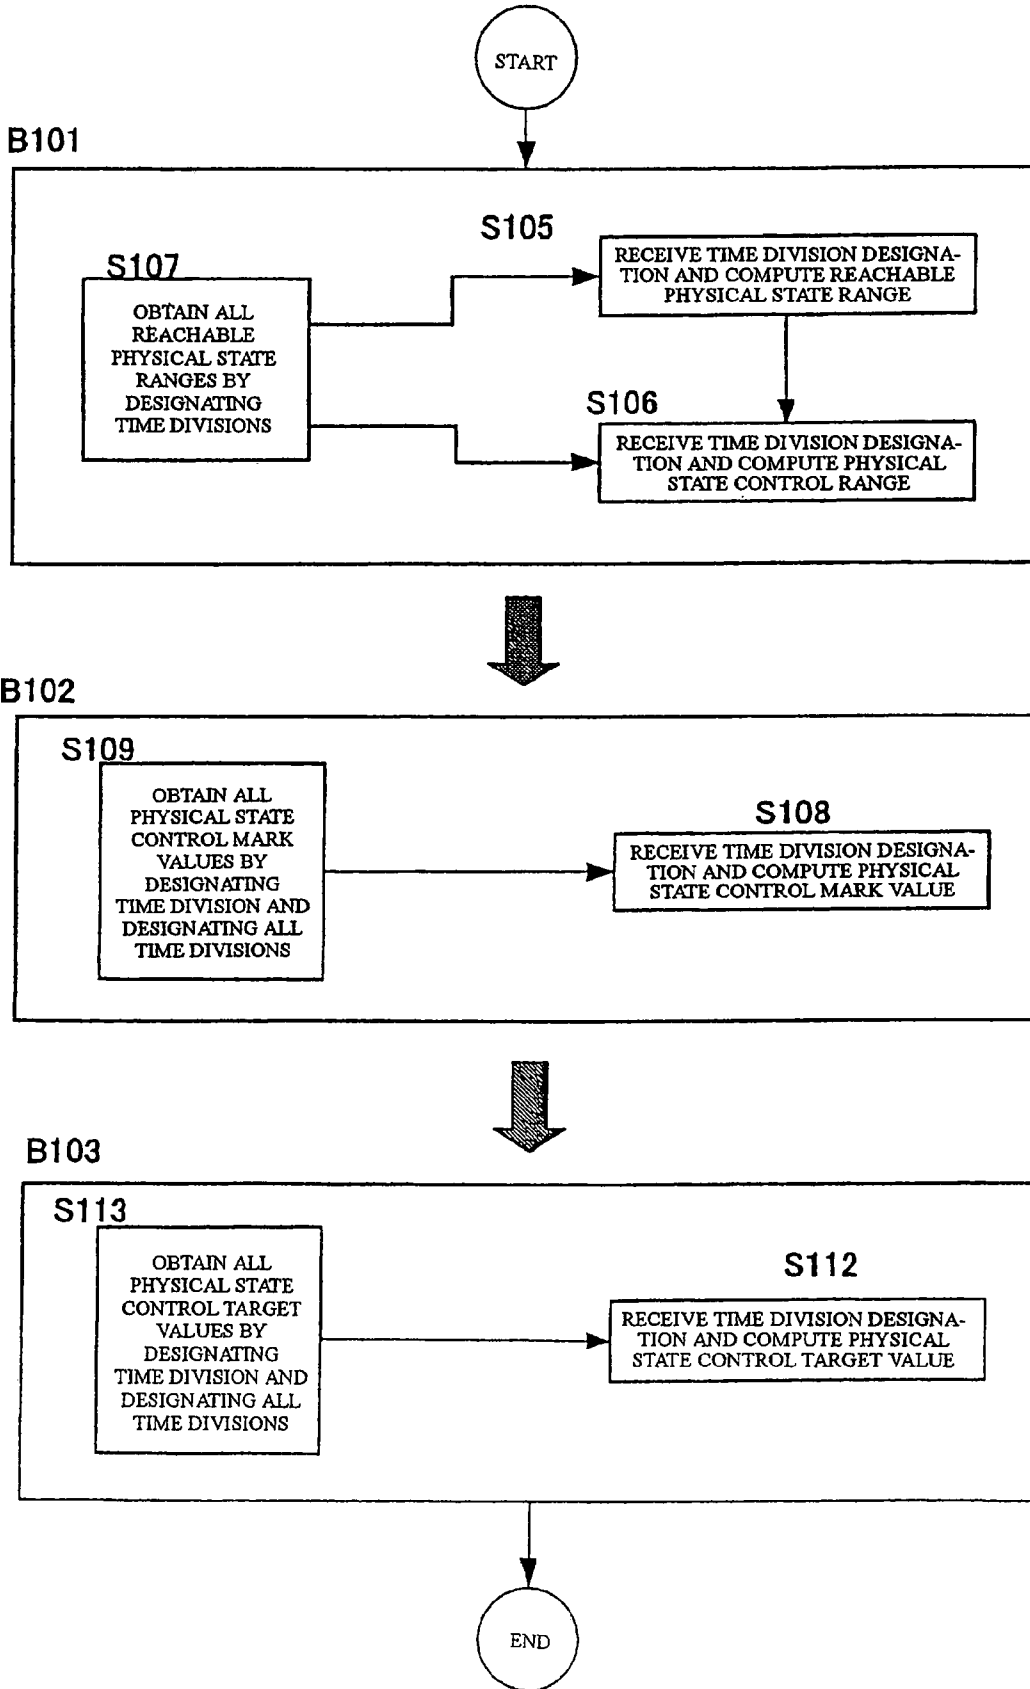 START
B101
S105
RECEIVE TIME DIVISION DESIGNA-
TION AND COMPUTE REACHABLE
PHYSICAL STATE RANGE
S107
OBTAIN ALL
REACHABLE
PHYSICAL STATE
RANGES BY
DESIGNATING
TIME DIVISIONS
S106
RECEIVE TIME DIVISION DESIGNA-
TION AND COMPUTE PHYSICAL
STATE CONTROL RANGE
B102
S109
OBTAIN ALL
PHYSICAL STATE
CONTROL MARK
VALUES BY
DESIGNATING
TIME DIVISION AND
DESIGNATING ALL
TIME DIVISIONS
S108
RECEIVE TIME DIVISION DESIGNA-
TION AND COMPUTE PHYSICAL
STATE CONTROL MARK VALUE
B103
S113
OBTAIN ALL
PHYSICAL STATE
CONTROL TARGET
VALUES BY
DESIGNATING
TIME DIVISION AND
DESIGNATING ALL
TIME DIVISIONS
S112
RECEIVE TIME DIVISION DESIGNA-
TION AND COMPUTE PHYSICAL
STATE CONTROL TARGET VALUE
END